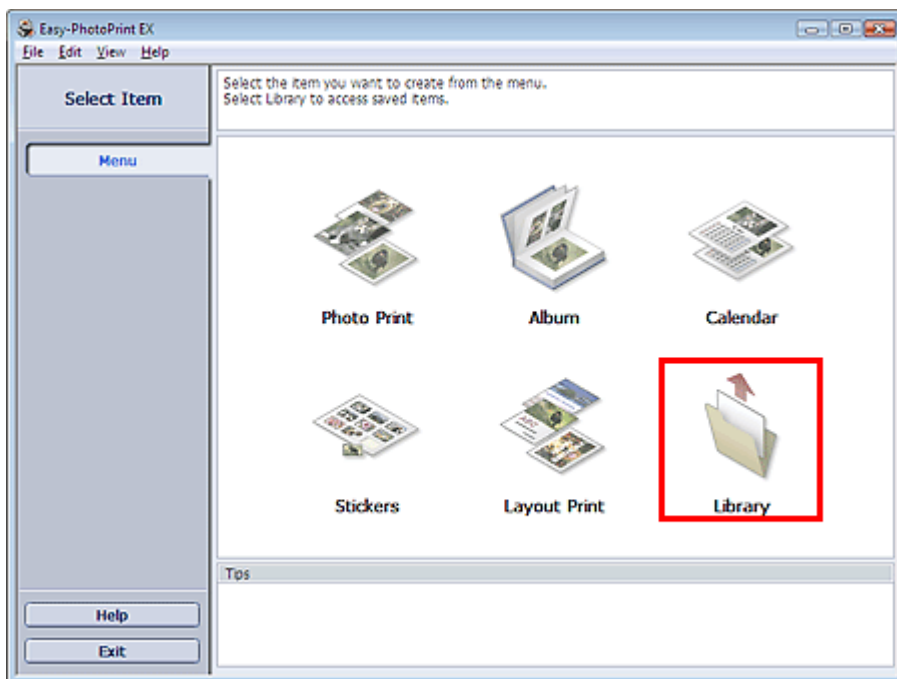 Easy-PhotoPrint EX
File Edit View Help
Select Item
Select the item you want to create from the menu.
Select Library to access saved items.
Menu
Photo Print
Album
Calendar
Stickers
Layout Print
Library
Tips
Help
Exit